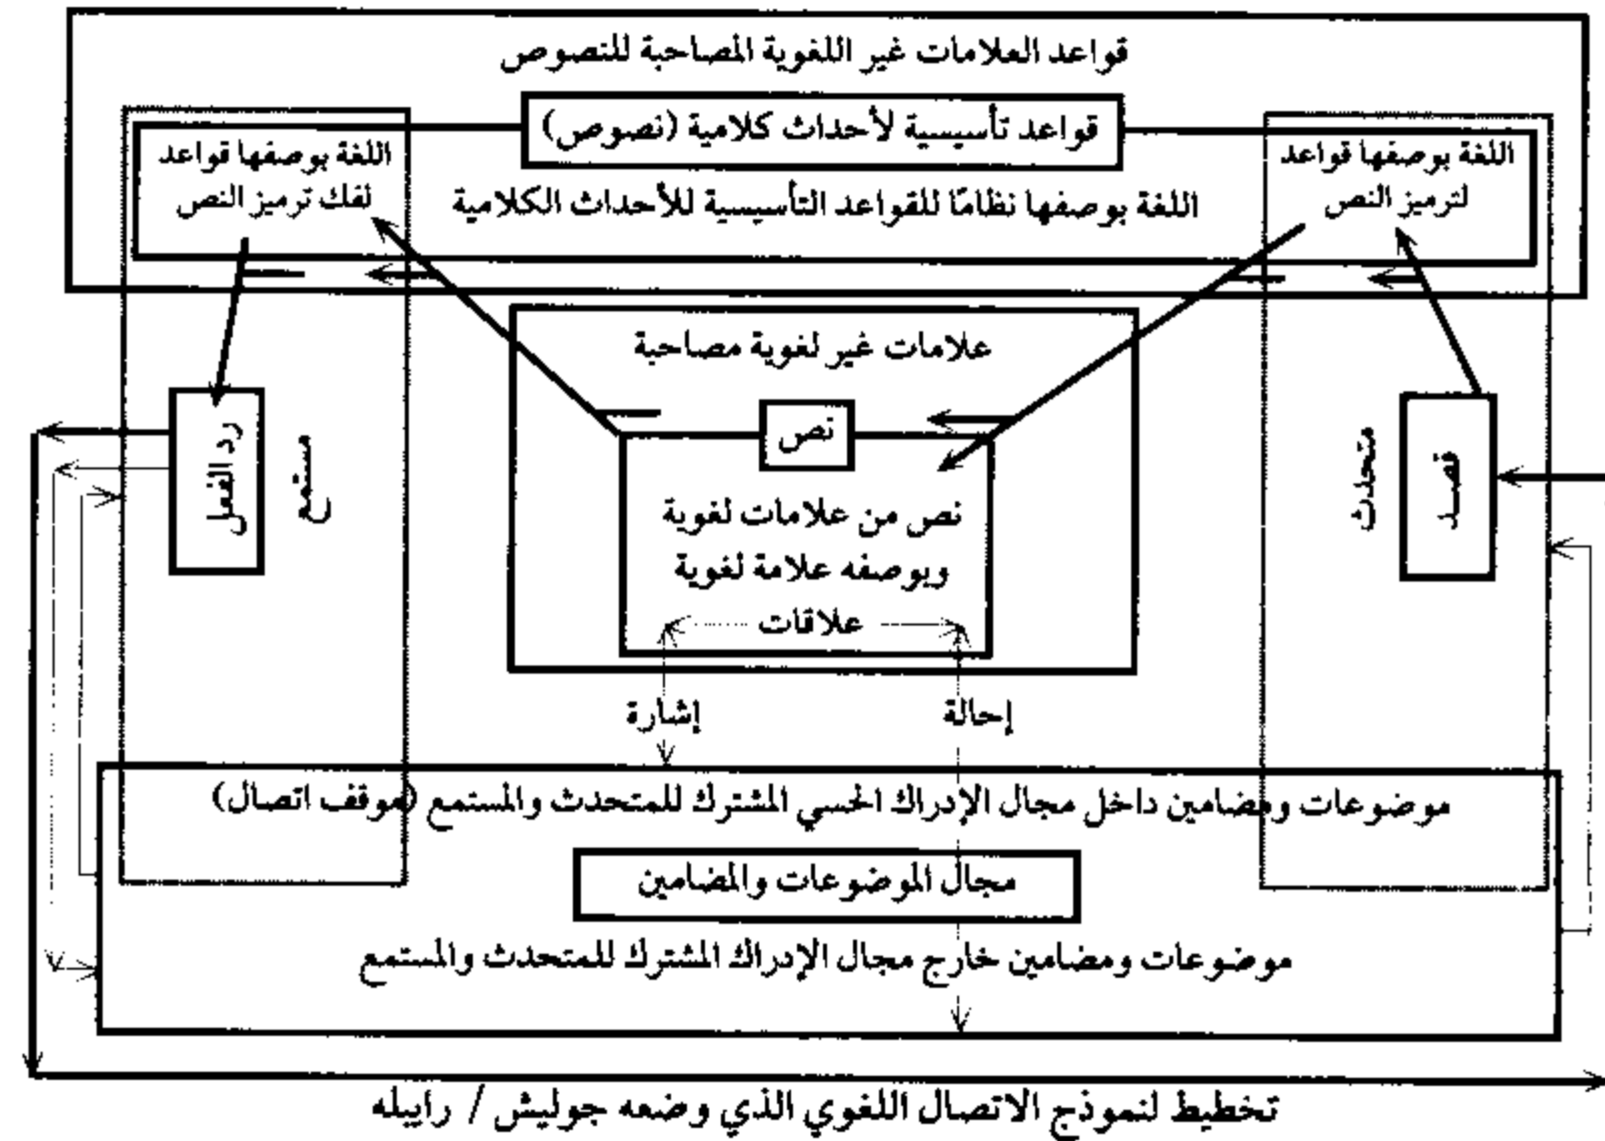 قواعد العلامات غير اللغوية المصاحبة للنصوص
قواعد تأسيسية لأحداث كلامية (نصوص)
اللغة بوصفها قواعد
لترميز النص
اللغة بوصفها نظامًا للقواعد التأسيسية للأحداث الكلامية
اللغة بوصفها قواعد
لفك ترميز النص
علامات غير لغوية مصاحبة
قصد
متحدث
نص
نص من علامات لغوية
وبوصفه علامة لغوية
علاقات
مستمع
رد الفعل
إحالة
إشارة
موضوعات ومضامين داخل مجال الإدراك الحسي المشترك للمتحدث والمستمع (موقف اتصال)
مجال الموضوعات والمضامين
موضوعات ومضامين خارج مجال الإدراك المشترك للمتحدث والمستمع
تخطيط لنموذج الاتصال اللغوي الذي وضعه جوليش / راييله